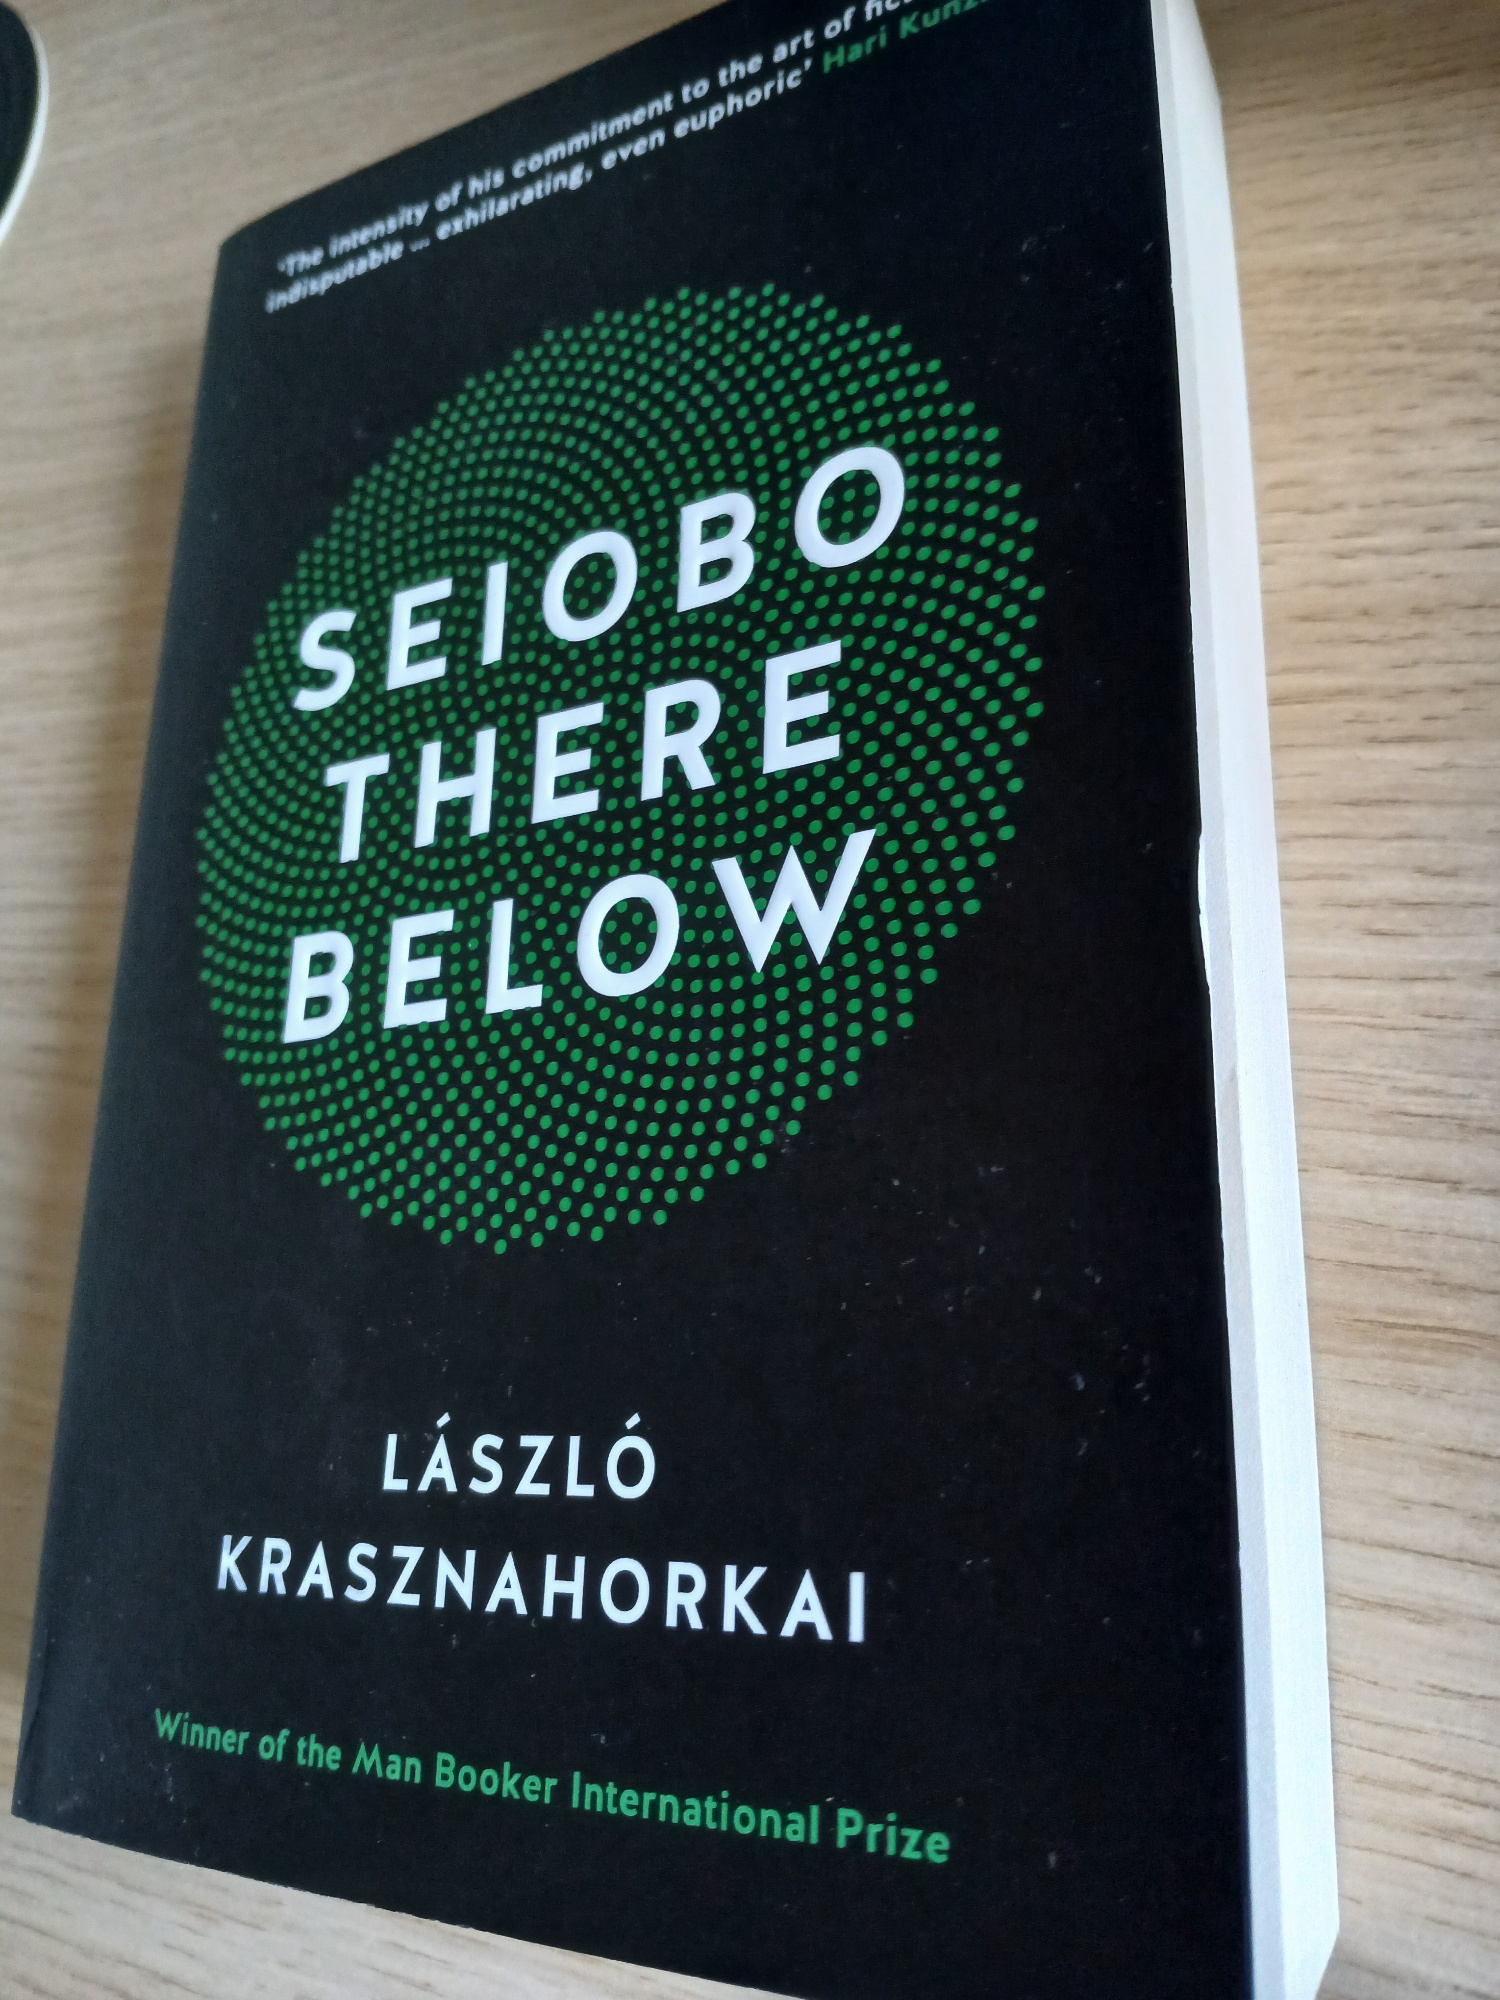 'The intensity of his commitment to the art of
indisputable ... exhilarating, even euphoric' Hari
SEIOBO
THERE
BELOW
LÁSZLÓ
KRASZNAHORKAI
Winner of the Man Booker International Prize